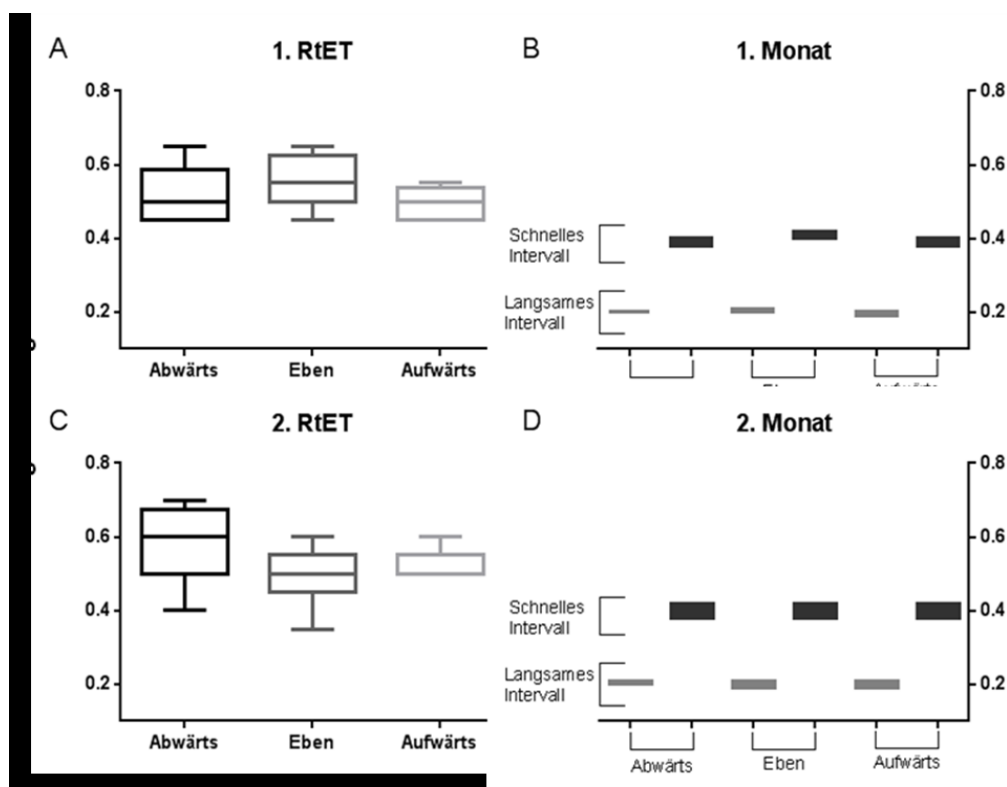 A
1. RtET
0.8
0.6
0.4
0.2
Abwärts Eben Aufwärts
B
1. Monat
0.8
0.6
0.4
0.2
Schnelles
Intervall
Langsames
Intervall
C
2. RtET
0.8
0.6
0.4
0.2
Abwärts Eben Aufwärts
D
2. Monat
0.8
0.6
0.4
0.2
Schnelles
Intervall
Langsames
Intervall
Abwärts Eben Aufwärts